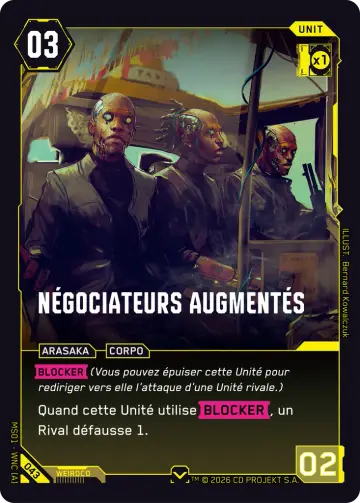 03
UNIT
x1
ILLUST. Bernard Kowalczuk
NÉGOCIATEURS AUGMENTÉS
ARASAKA
CORPO
BLOCKER (Vous pouvez épuiser cette Unité pour
rediriger vers elle l'attaque d'une Unité rivale.)
Quand cette Unité utilise BLOCKER, un
Rival défausse 1.
MS01 - WNC [A]
043
WEIRDCO
02
© 2026 CD PROJEKT S.A.